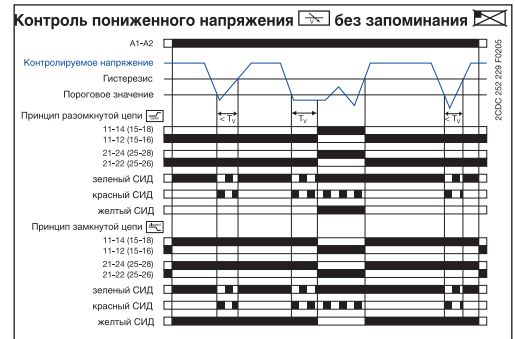 Контроль пониженного напряжения без запоминания
A1-A2
Контролируемое напряжение
Гистерезис
Пороговое значение
Принцип разомкнутой цепи
< Tv
Tv
< Tv
11-14 (15-18)
11-12 (15-16)
21-24 (25-28)
21-22 (25-26)
зеленый СИД
красный СИД
желтый СИД
Принцип замкнутой цепи
11-14 (15-18)
11-12 (15-16)
21-24 (25-28)
21-22 (25-26)
зеленый СИД
красный СИД
желтый СИД
2CDC 252 229 F0205